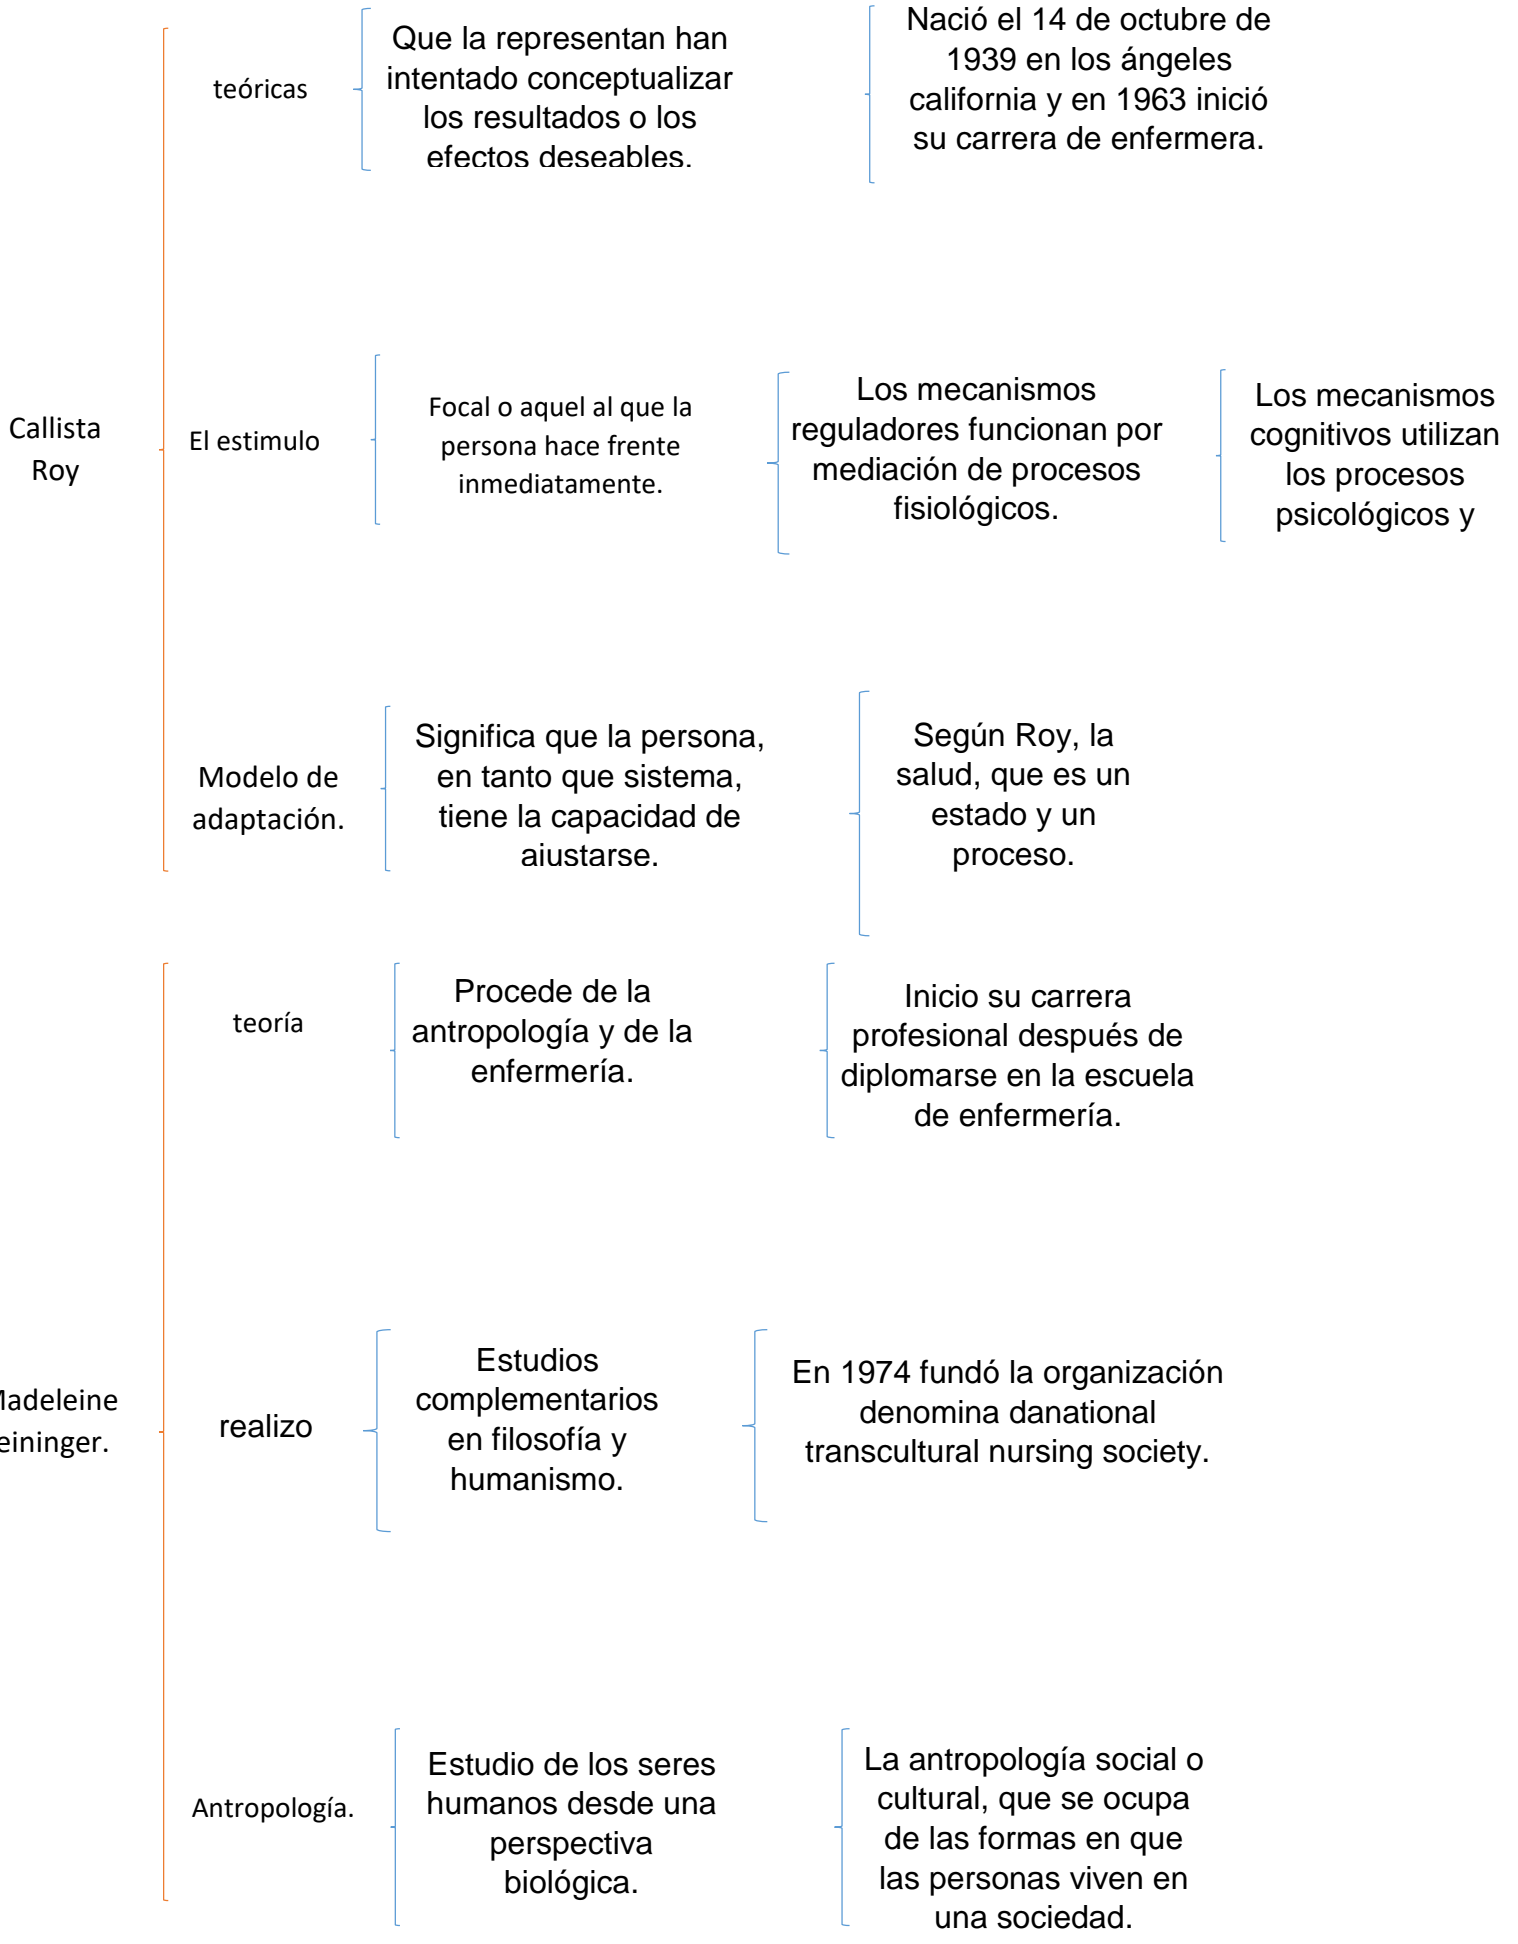 Callista
Roy
teóricas
Que la representan han
intentado conceptualizar
los resultados o los
efectos deseables.
Nació el 14 de octubre de
1939 en los ángeles
california y en 1963 inició
su carrera de enfermera.
El estimulo
Focal o aquel al que la
persona hace frente
inmediatamente.
Los mecanismos
reguladores funcionan por
mediación de procesos
fisiológicos.
Los mecanismos
cognitivos utilizan
los procesos
psicológicos y
Modelo de
adaptación.
Significa que la persona,
en tanto que sistema,
tiene la capacidad de
ajustarse.
Según Roy, la
salud, que es un
estado y un
proceso.
Madeleine
eininger.
teoría
Procede de la
antropología y de la
enfermería.
Inicio su carrera
profesional después de
diplomarse en la escuela
de enfermería.
realizo
Estudios
complementarios
en filosofía y
humanismo.
En 1974 fundó la organización
denomina danational
transcultural nursing society.
Antropología.
Estudio de los seres
humanos desde una
perspectiva
biológica.
La antropología social o
cultural, que se ocupa
de las formas en que
las personas viven en
una sociedad.